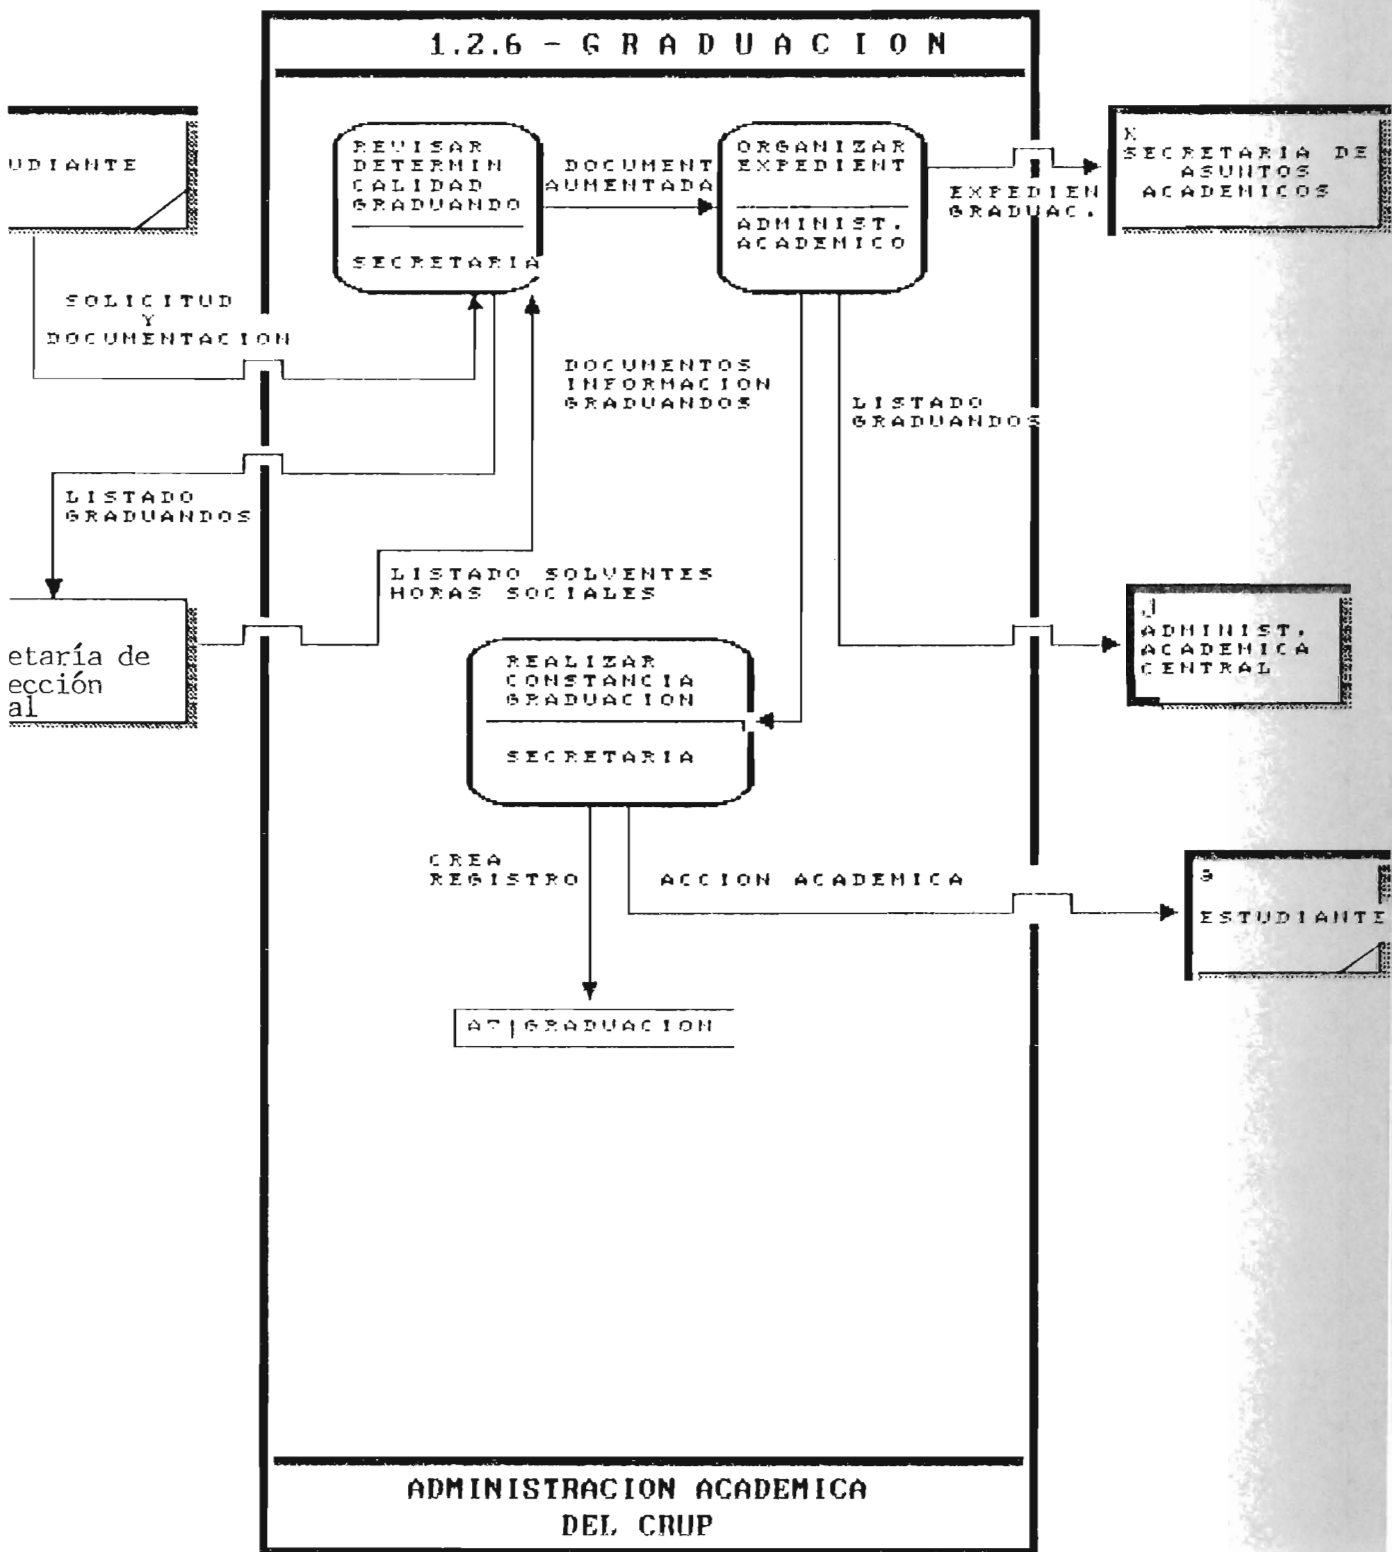 1.2.6 - G R A D U A C I O N
UDIANTE
REVISAR
DETERMIN
CALIDAD
GRADUANDO
SECRETARIA
DOCUMENT
AUMENTADA
ORGANIZAR
EXPEDIENT
ADMINIST.
ACADEMICO
EXPEDIEN
GRADUAC.
K
SECRETARIA DE
ASUNTOS
ACADEMICOS
SOLICITUD
Y
DOCUMENTACION
DOCUMENTOS
INFORMACION
GRADUANDOS
LISTADO
GRADUANDOS
LISTADO
GRADUANDOS
LISTADO SOLVENTES
HORAS SOCIALES
etaría de
ección
al
J
ADMINIST.
ACADEMICA
CENTRAL
REALIZAR
CONSTANCIA
GRADUACION
SECRETARIA
CREA
REGISTRO
ACCION ACADEMICA
ESTUDIANTE
A7|GRADUACION
ADMINISTRACION ACADEMICA
DEL CRUP